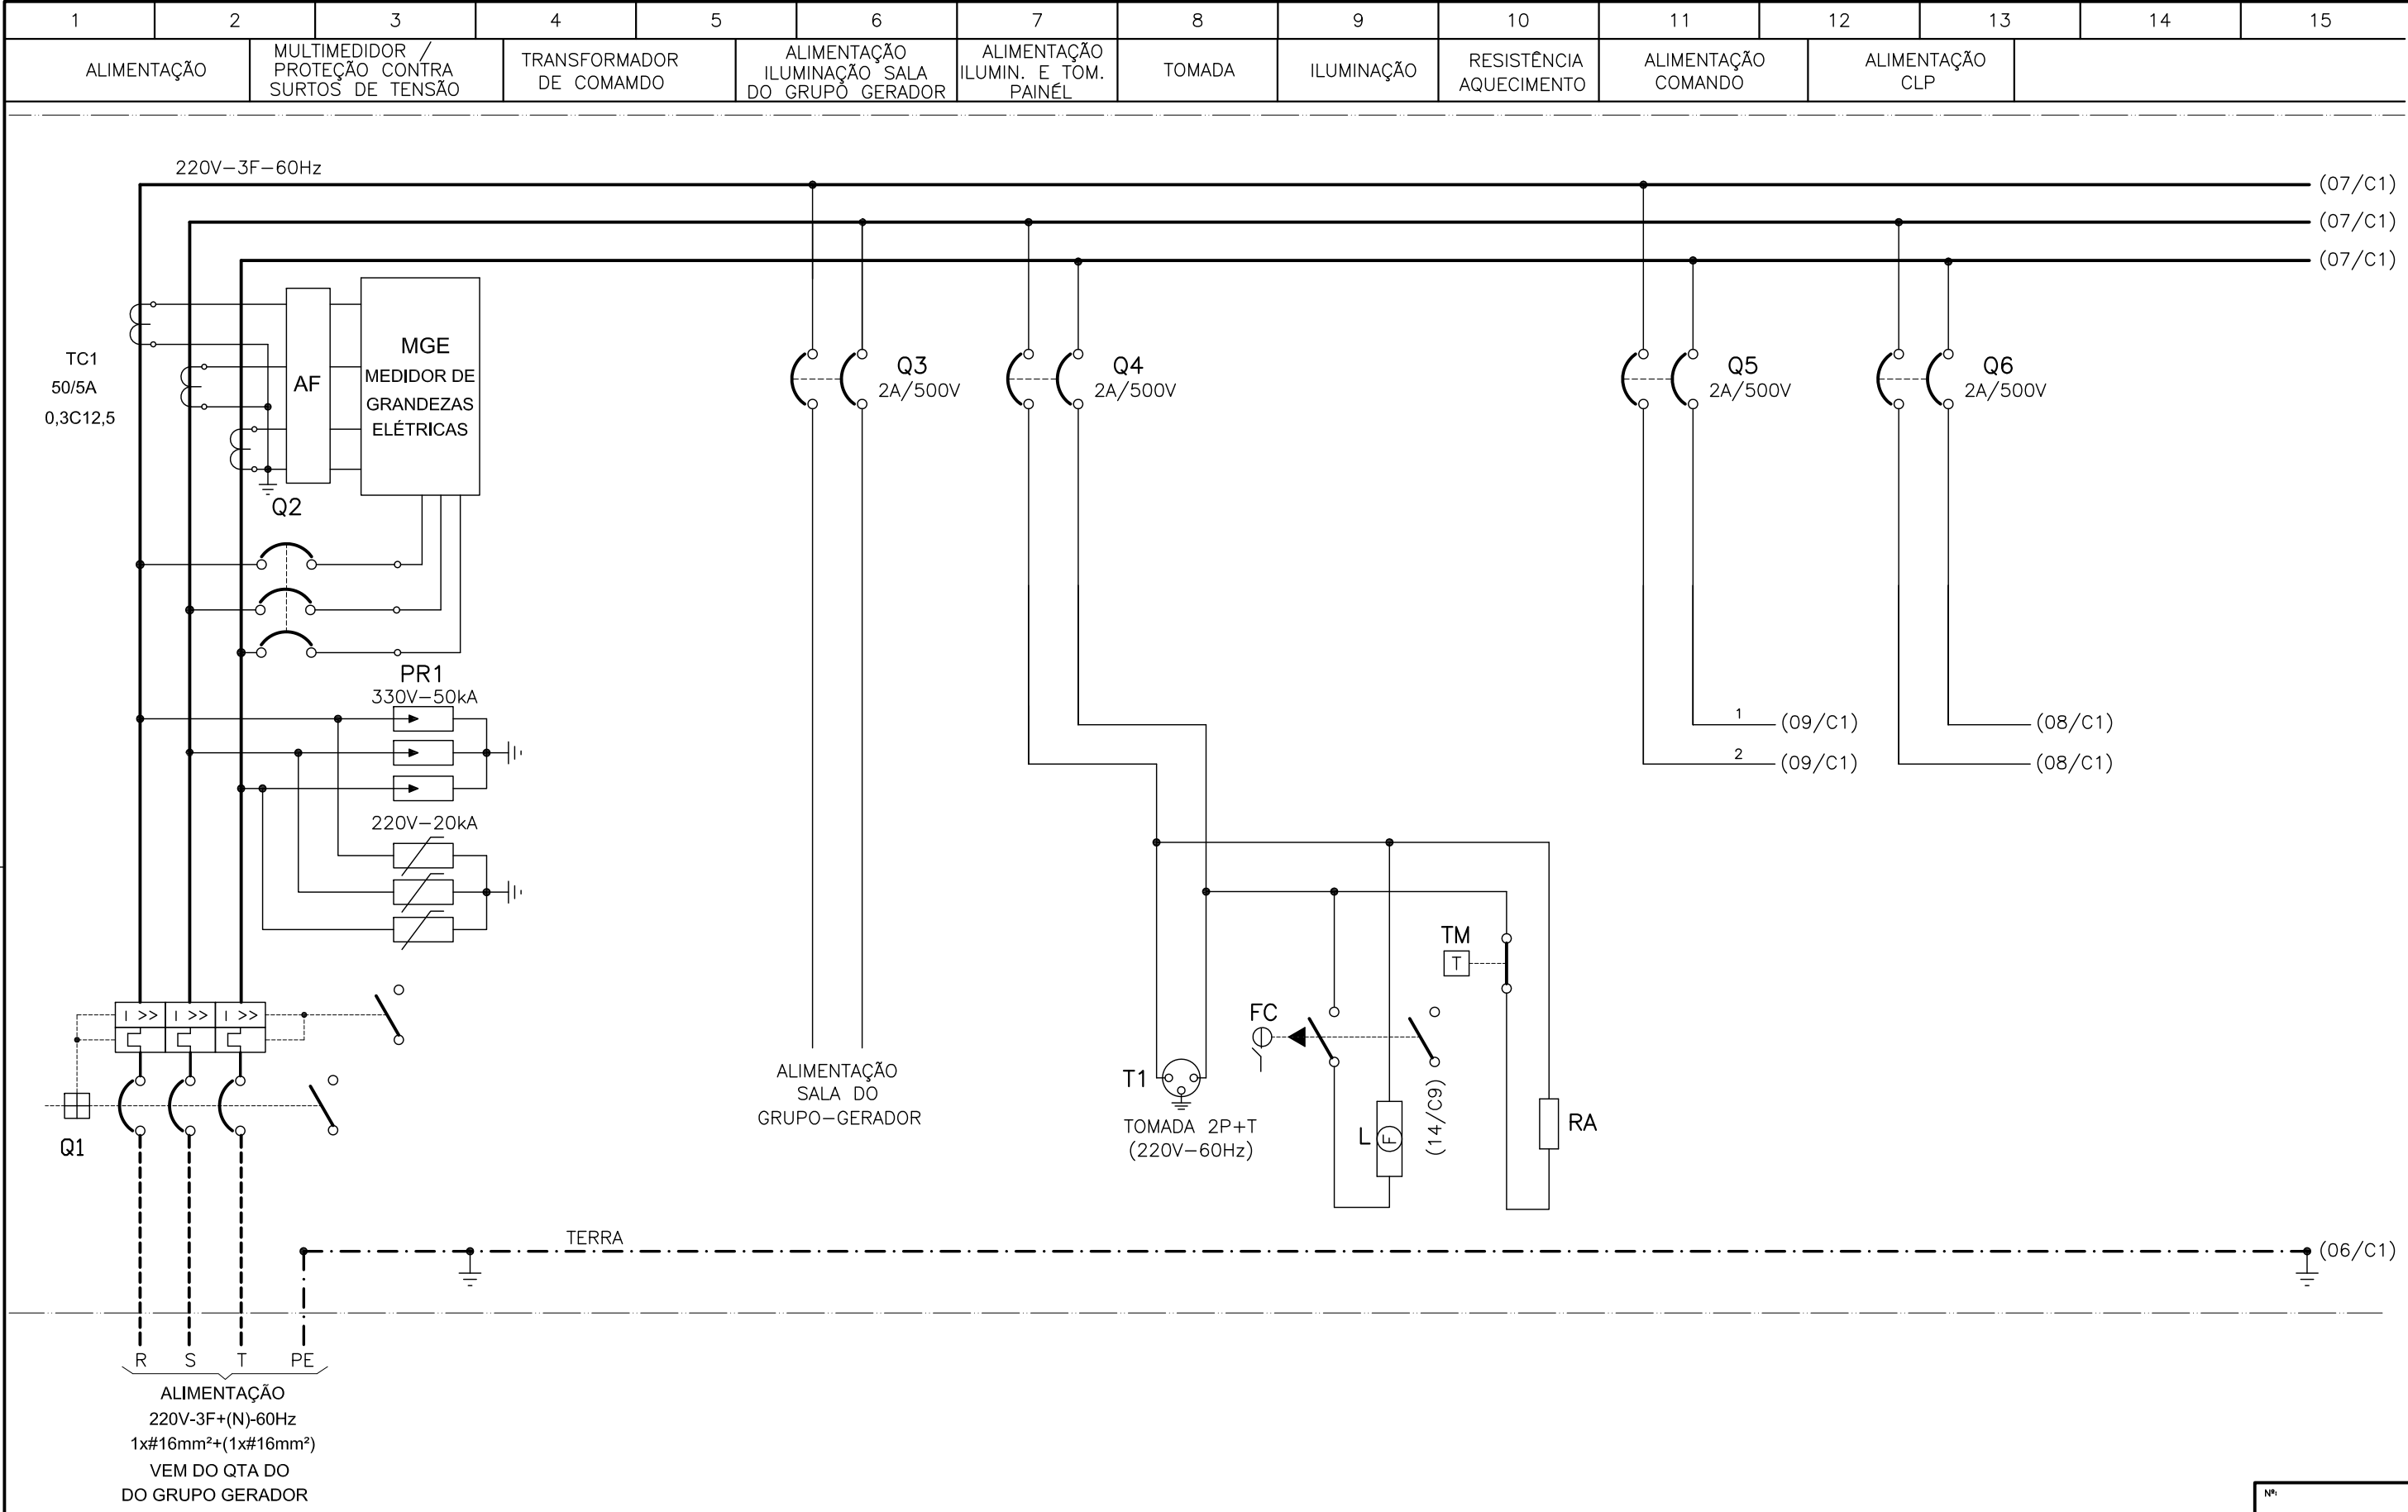 1 2 3 4 5 6 7 8 9 10 11 12 13 14 15
ALIMENTAÇÃO
MULTIMEDIDOR /
PROTEÇÃO CONTRA
SURTOS DE TENSÃO
TRANSFORMADOR
DE COMAMDO
ALIMENTAÇÃO
ILUMINAÇÃO SALA
DO GRUPO GERADOR
ALIMENTAÇÃO
ILUMIN. E TOM.
PAINÉL
TOMADA
ILUMINAÇÃO
RESISTÊNCIA
AQUECIMENTO
ALIMENTAÇÃO
COMANDO
ALIMENTAÇÃO
CLP
220V-3F-60Hz
(07/C1)
(07/C1)
(07/C1)
TC1
50/5A
0,3C12,5
AF
MGE
MEDIDOR DE
GRANDEZAS
ELÉTRICAS
Q2
Q3
2A/500V
Q4
2A/500V
Q5
2A/500V
Q6
2A/500V
PR1
330V-50kA
220V-20kA
1 (09/C1)
2 (09/C1)
(08/C1)
(08/C1)
I >> I >> I >>
Q1
ALIMENTAÇÃO
SALA DO
GRUPO-GERADOR
T1
TOMADA 2P+T
(220V-60Hz)
FC
L
F
(14/C9)
TM
T
RA
TERRA
(06/C1)
R S T PE
ALIMENTAÇÃO
220V-3F+(N)-60Hz
1x#16mm²+(1x#16mm²)
VEM DO QTA DO
DO GRUPO GERADOR
Nº: